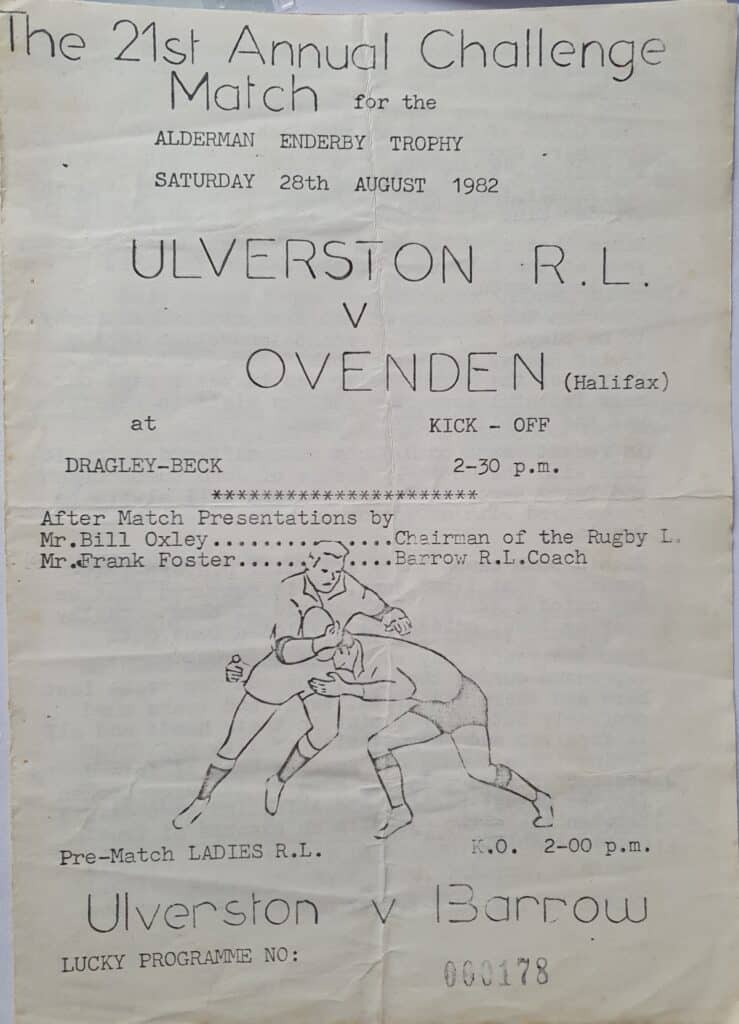 The 21st Annual Challenge
Match for the
ALDERMAN ENDERBY TROPHY
SATURDAY 28th AUGUST 1982
ULVERSTON R.L.
V
OVENDEN (Halifax)
at KICK - OFF
DRAGLEY-BECK 2-30 p.m.
**********************
After Match Presentations by
Mr.Bill Oxley..............Chairman of the Rugby L.
Mr.Frank Foster...........Barrow R.L.Coach
Pre-Match LADIES R.L. K.O. 2-00 p.m.
Ulverston v Barrow
LUCKY PROGRAMME NO: 000178